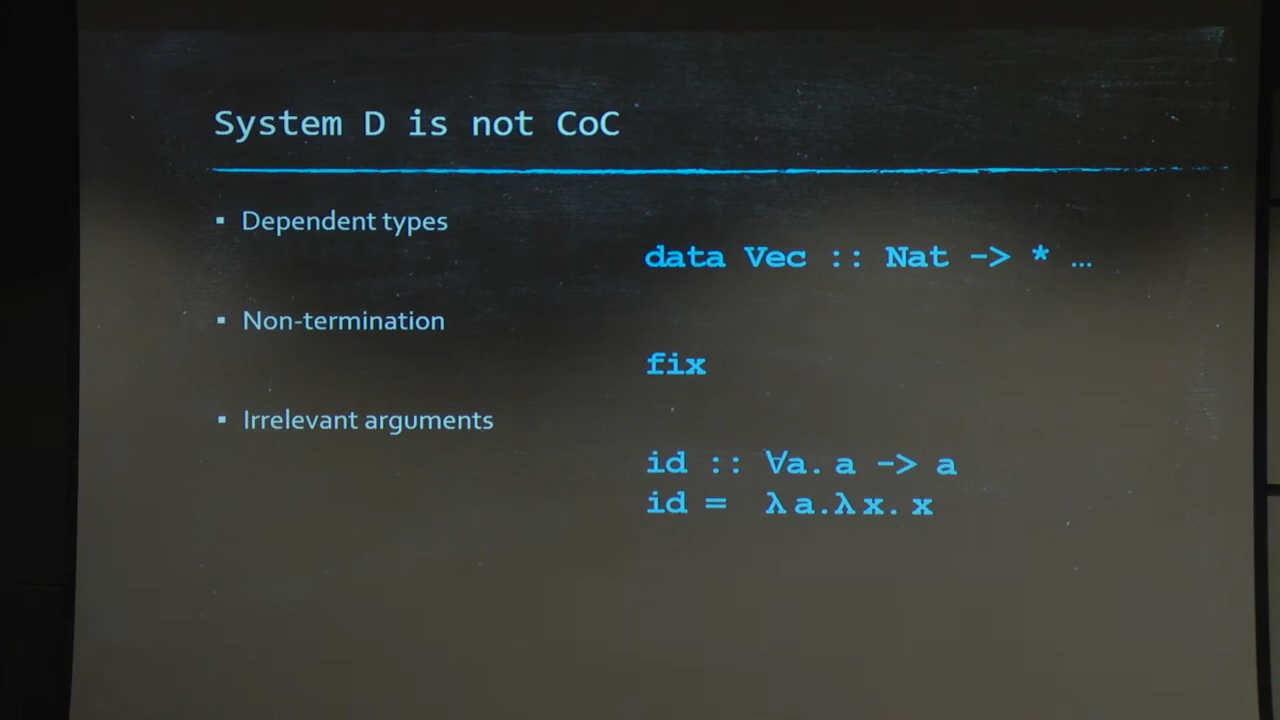 System D is not CoC
▪ Dependent types
data Vec :: Nat -> * …
▪ Non-termination
fix
▪ Irrelevant arguments
id :: ∀a. a -> a
id = λa.λx. x